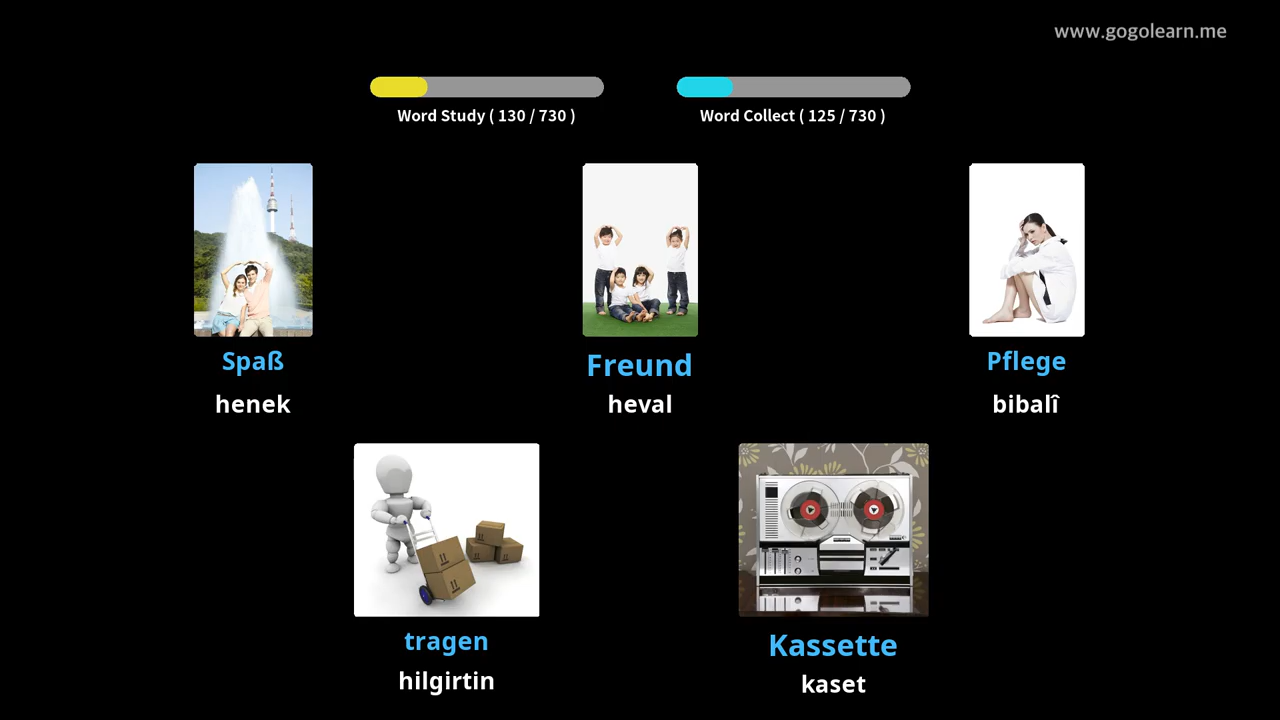 www.gogolearn.me
Word Study ( 130 / 730 )
Word Collect ( 125 / 730 )
Spaß
henek
Freund
heval
Pflege
bibalî
tragen
hilgirtin
Kassette
kaset